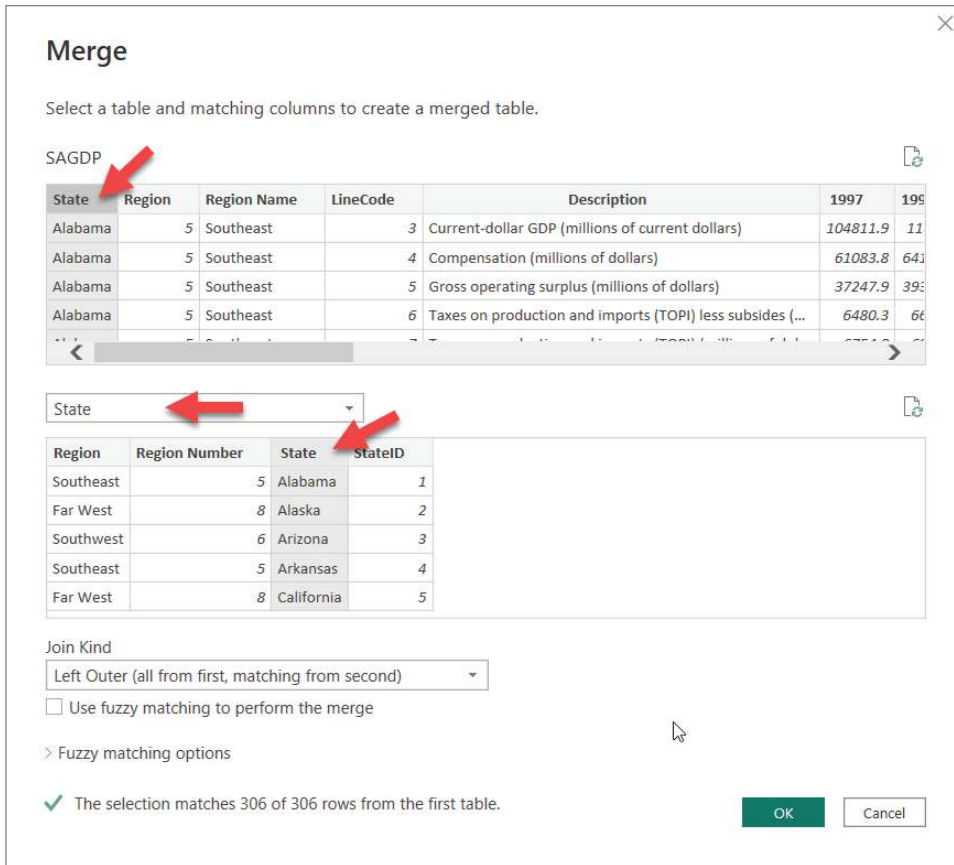 Merge
Select a table and matching columns to create a merged table.
SAGDP
State Region Region Name LineCode Description 1997 199
Alabama 5 Southeast 3 Current-dollar GDP (millions of current dollars) 104811.9 11
Alabama 5 Southeast 4 Compensation (millions of dollars) 61083.8 641
Alabama 5 Southeast 5 Gross operating surplus (millions of dollars) 37247.9 393
Alabama 5 Southeast 6 Taxes on production and imports (TOPI) less subsides (... 6480.3 66
State
Region Region Number State StateID
Southeast 5 Alabama 1
Far West 8 Alaska 2
Southwest 6 Arizona 3
Southeast 5 Arkansas 4
Far West 8 California 5
Join Kind
Left Outer (all from first, matching from second)
Use fuzzy matching to perform the merge
Fuzzy matching options
The selection matches 306 of 306 rows from the first table.
OK Cancel